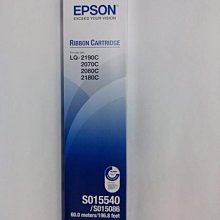 EPSON
EXCEED YOUR VISION
RIBBON CARTRIDGE
LQ-2190C
2070C
2080C
2180C
S015540
/S015086
60.0 meters/196.8 feet